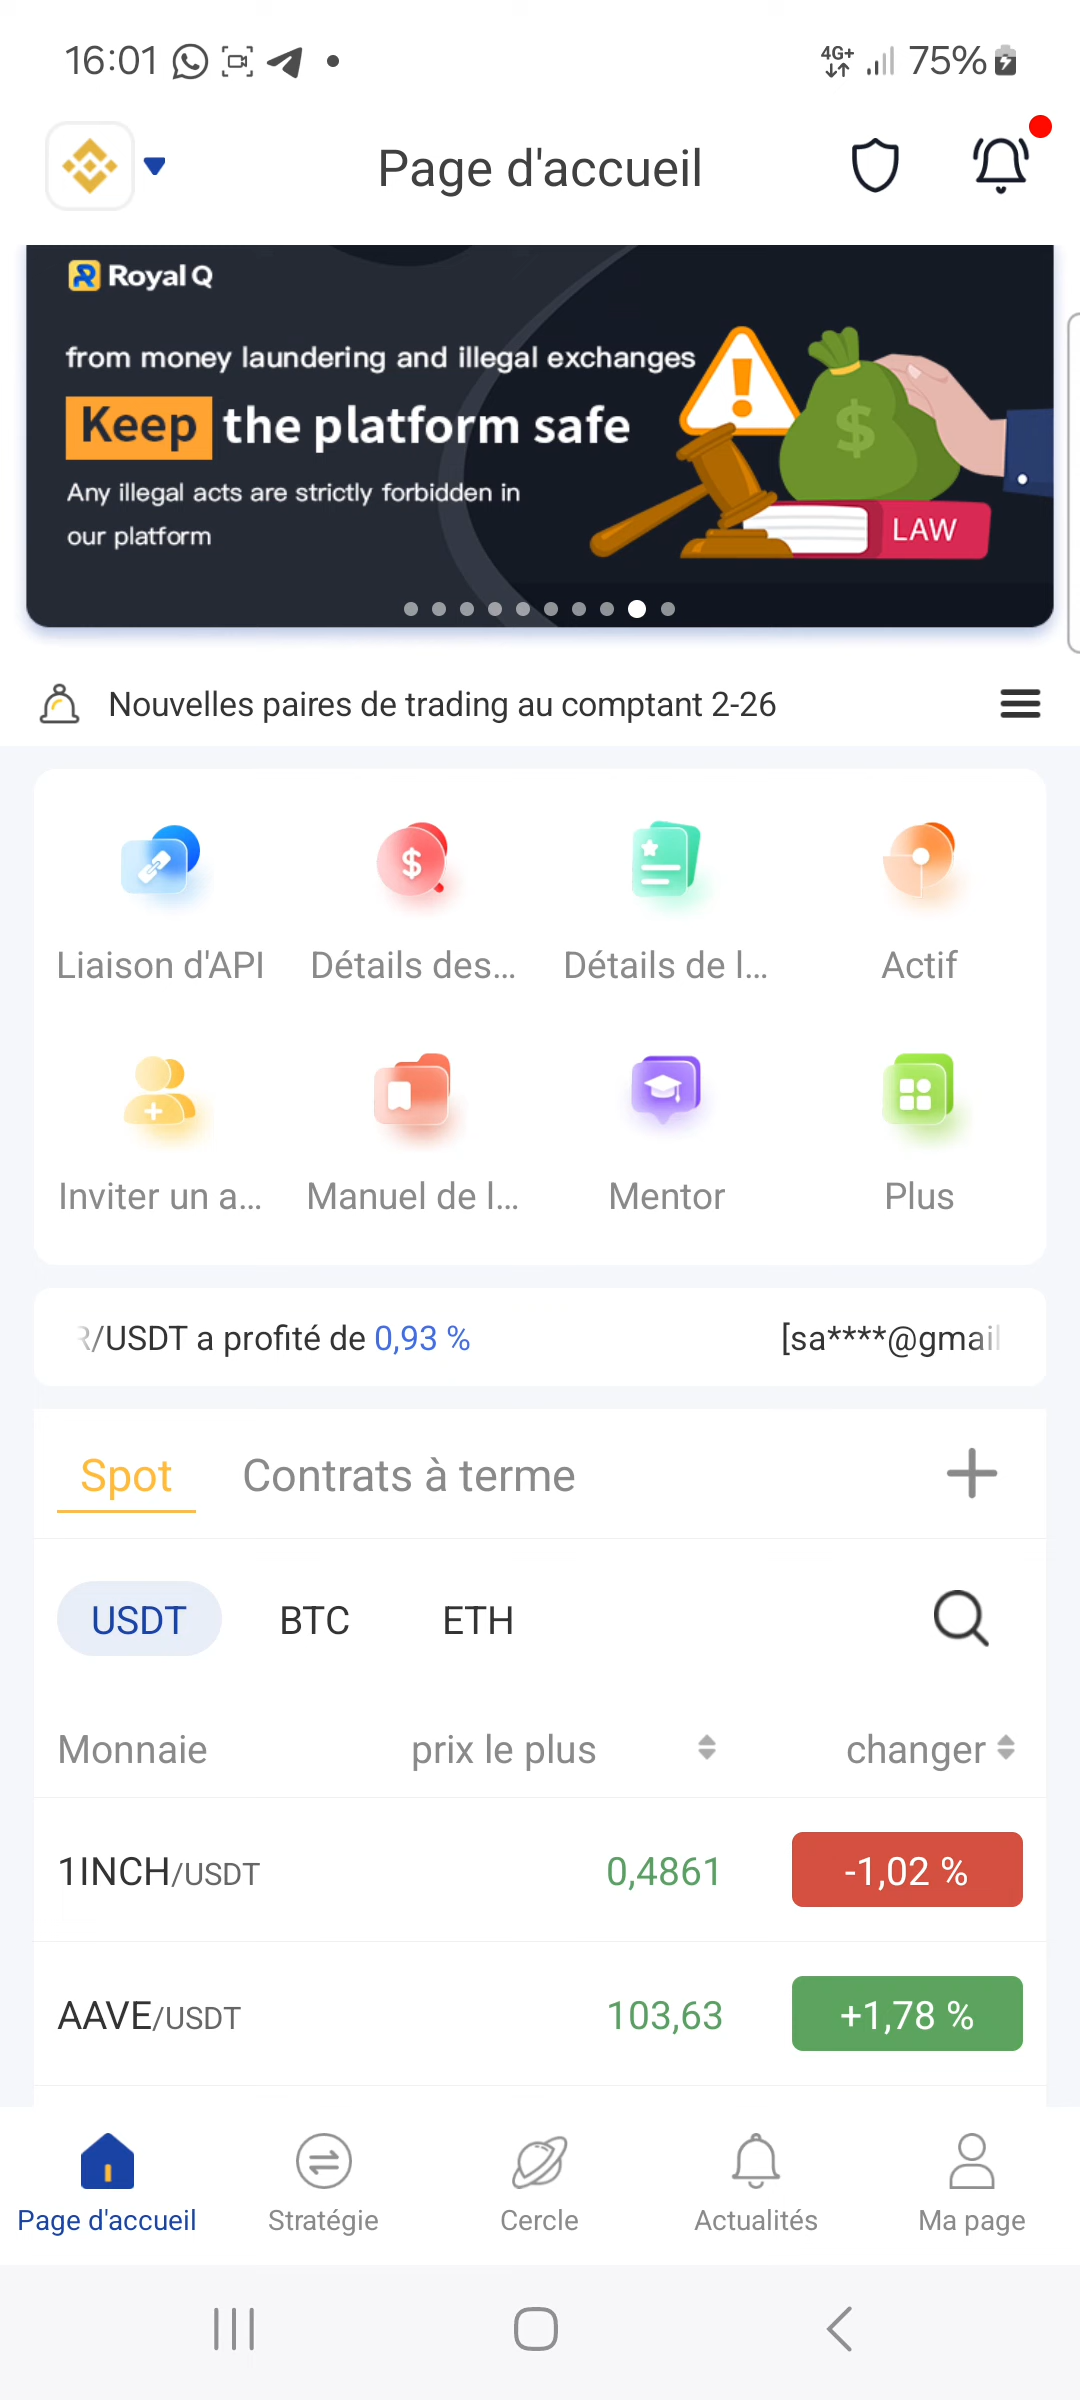 16:01
4G+
75%
Page d'accueil
Royal Q
from money laundering and illegal exchanges
Keep the platform safe
Any illegal acts are strictly forbidden in
our platform
LAW
Nouvelles paires de trading au comptant 2-26
Liaison d'API
Détails des...
Détails de l...
Actif
Inviter un a...
Manuel de l...
Mentor
Plus
R/USDT a profité de 0,93 %
[sa****@gmail
Spot
Contrats à terme
USDT
BTC
ETH
Monnaie
prix le plus
changer
1INCH/USDT
0,4861
-1,02 %
AAVE/USDT
103,63
+1,78 %
Page d'accueil
Stratégie
Cercle
Actualités
Ma page